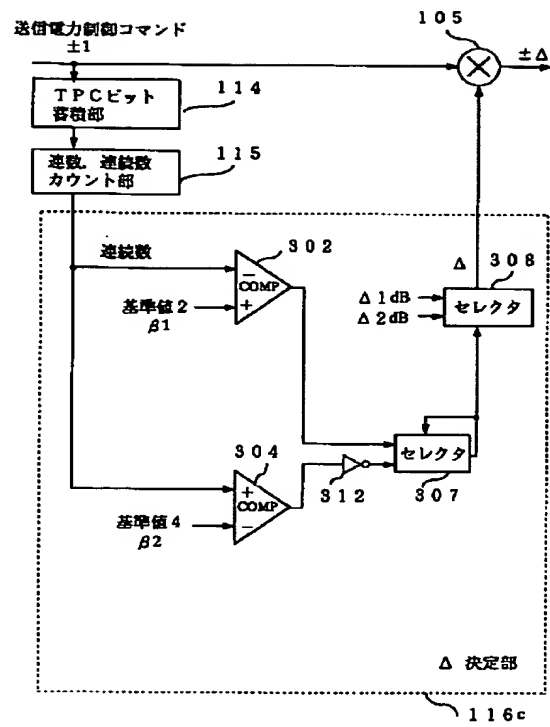 送信電力制御コマンド
±1
105
±Δ
TPCビット
蓄積部
114
連数，連続数
カウント部
115
連続数
302
COMP
－
＋
基準値2
β1
Δ
308
Δ1dB
Δ2dB
セレクタ
304
＋
COMP
－
基準値4
β2
312
セレクタ
307
Δ 決定部
116c